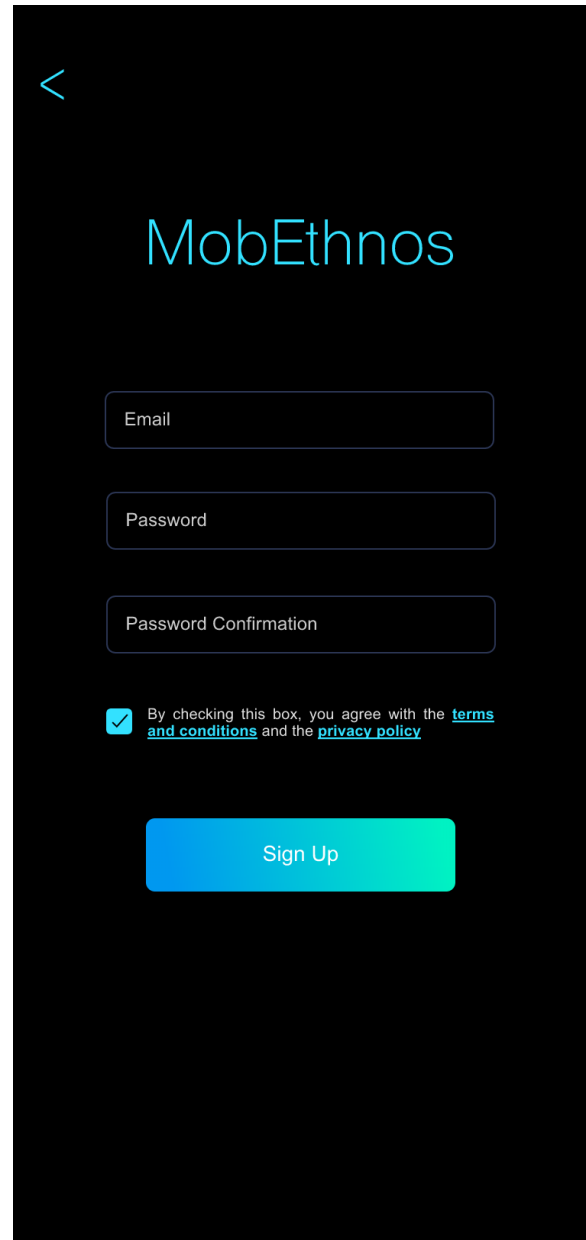 <
MobEthnos
Email
Password
Password Confirmation
By checking this box, you agree with the terms
and conditions and the privacy policy
Sign Up